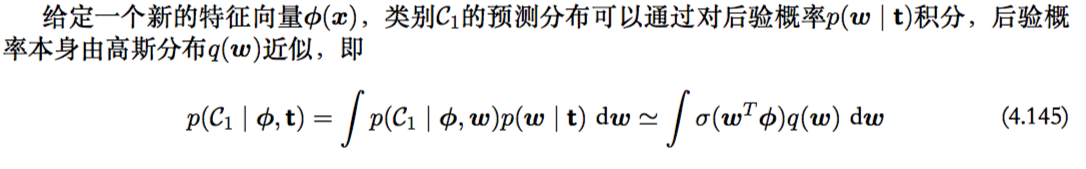 给定一个新的特征向量ϕ(x)，类别C₁的预测分布可以通过对后验概率p(w | t)积分，后验概
率本身由高斯分布q(w)近似，即
p(C₁ | ϕ, t) = ∫ p(C₁ | ϕ, w)p(w | t) dw ≃ ∫ σ(wᵀϕ)q(w) dw (4.145)